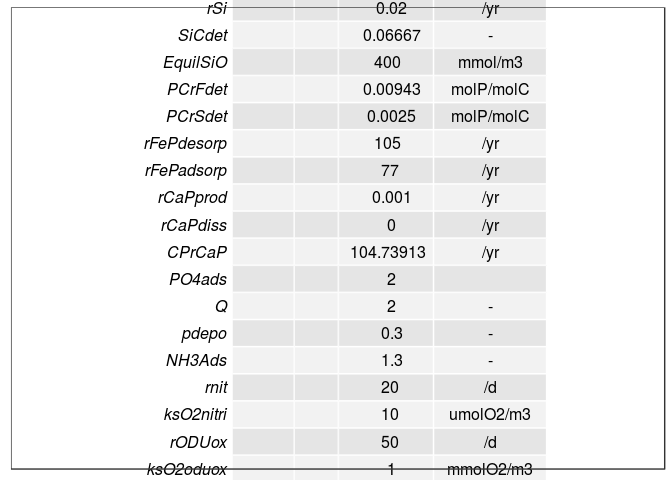 rSi 0.02 /yr
SiCdet 0.06667 -
EquilSiO 400 mmol/m3
PCrFdet 0.00943 molP/molC
PCrSdet 0.0025 molP/molC
rFePdesorp 105 /yr
rFePadsorp 77 /yr
rCaPprod 0.001 /yr
rCaPdiss 0 /yr
CPrCaP 104.73913 /yr
PO4ads 2
Q 2 -
pdepo 0.3 -
NH3Ads 1.3 -
rnit 20 /d
ksO2nitri 10 umolO2/m3
rODUox 50 /d
ksO2oduox 1 mmolO2/m3